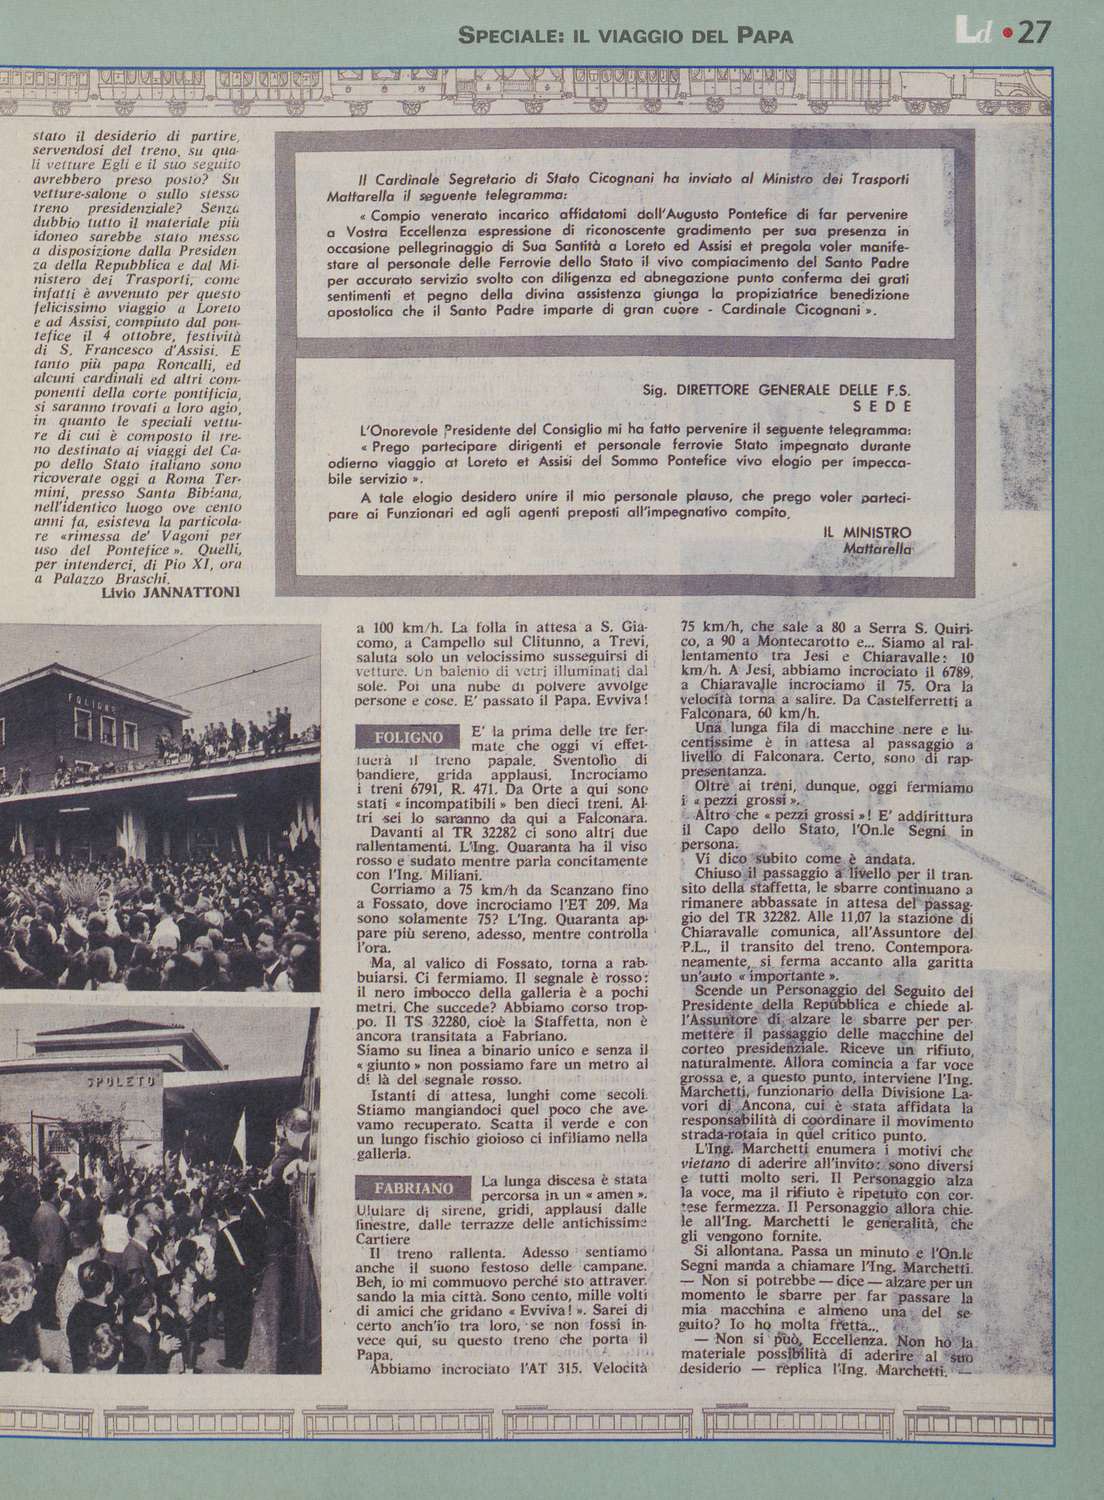 SPECIALE: IL VIAGGIO DEL PAPA
Ld •27
stato il desiderio di partire,
servendosi del treno, su qua-
li vetture Egli e il suo seguito
avrebbero preso posto? Su
vetture-salone o sullo stesso
treno presidenziale? Senza
dubbio tutto il materiale più
idoneo sarebbe stato messo
a disposizione dalla Presiden
za della Repubblica e dal Mi-
nistero dei Trasporti, come
infatti è avvenuto per questo
felicissimo viaggio a Loreto
e ad Assisi, compiuto dal pon-
tefice il 4 ottobre, festività
di S. Francesco d'Assisi. E
tanto più papa Roncalli, ed
alcuni cardinali ed altri com-
ponenti della corte pontificia,
si saranno trovati a loro agio,
in quanto le speciali vettu-
re di cui è composto il tre-
no destinato ai viaggi del Ca-
po dello Stato italiano sono
ricoverate oggi a Roma Ter-
mini, presso Santa Bibiana,
nell'identico luogo ove cento
anni fa, esisteva la particola-
re «rimessa de' Vagoni per
uso del Pontefice». Quelli,
per intenderci, di Pio XI, ora
a Palazzo Braschi.
Livio JANNATTONI
Il Cardinale Segretario di Stato Cicognani ha inviato al Ministro dei Trasporti
Mattarella il seguente telegramma:
« Compio venerato incarico affidatomi dall'Augusto Pontefice di far pervenire
a Vostra Eccellenza espressione di riconoscente gradimento per sua presenza in
occasione pellegrinaggio di Sua Santità a Loreto ed Assisi et pregola voler manife-
stare al personale delle Ferrovie dello Stato il vivo compiacimento del Santo Padre
per accurato servizio svolto con diligenza ed abnegazione punto conferma dei grati
sentimenti et pegno della divina assistenza giunga la propiziatrice benedizione
apostolica che il Santo Padre imparte di gran cuore - Cardinale Cicognani ».
Sig. DIRETTORE GENERALE DELLE F.S.
S E D E
L'Onorevole Presidente del Consiglio mi ha fatto pervenire il seguente telegramma:
« Prego partecipare dirigenti et personale ferrovie Stato impegnato durante
odierno viaggio at Loreto et Assisi del Sommo Pontefice vivo elogio per impecca-
bile servizio ».
A tale elogio desidero unire il mio personale plauso, che prego voler parteci-
pare ai Funzionari ed agli agenti preposti all'impegnativo compito.
IL MINISTRO
Mattarella
FOLIGNO
SPOLETO
a 100 km/h. La folla in attesa a S. Gia-
como, a Campello sul Clitunno, a Trevi,
saluta solo un velocissimo susseguirsi di
vetture. Un balenio di vetri illuminati dal
sole. Poi una nube di polvere avvolge
persone e cose. E' passato il Papa. Evviva!
FOLIGNO E' la prima delle tre fer-
mate che oggi vi effet-
tuerà il treno papale. Sventolio di
bandiere, grida applausi. Incrociamo
i treni 6791, R. 471. Da Orte a qui sono
stati « incompatibili » ben dieci treni. Al-
tri sei lo saranno da qui a Falconara.
Davanti al TR 32282 ci sono altri due
rallentamenti. L'Ing. Quaranta ha il viso
rosso e sudato mentre parla concitamente
con l'Ing. Miliani.
Corriamo a 75 km/h da Scanzano fino
a Fossato, dove incrociamo l'ET 209. Ma
sono solamente 75? L'Ing. Quaranta ap-
pare più sereno, adesso, mentre controlla
l'ora.
Ma, al valico di Fossato, torna a rab-
buiarsi. Ci fermiamo. Il segnale è rosso:
il nero imbocco della galleria è a pochi
metri. Che succede? Abbiamo corso trop-
po. Il TS 32280, cioè la Staffetta, non è
ancora transitata a Fabriano.
Siamo su linea a binario unico e senza il
« giunto » non possiamo fare un metro al
di là del segnale rosso.
Istanti di attesa, lunghi come secoli.
Stiamo mangiandoci quel poco che ave-
vamo recuperato. Scatta il verde e con
un lungo fischio gioioso ci infiliamo nella
galleria.
FABRIANO La lunga discesa è stata
percorsa in un « amen ».
Ululare di sirene, gridi, applausi dalle
finestre, dalle terrazze delle antichissime
Cartiere
Il treno rallenta. Adesso sentiamo
anche il suono festoso delle campane.
Beh, io mi commuovo perché sto attraver
sando la mia città. Sono cento, mille volti
di amici che gridano « Evviva! ». Sarei di
certo anch'io tra loro, se non fossi in-
vece qui, su questo treno che porta il
Papa.
Abbiamo incrociato l'AT 315. Velocità
75 km/h, che sale a 80 a Serra S. Quiri-
co, a 90 a Montecarotto e... Siamo al ral-
lentamento tra Jesi e Chiaravalle: 10
km/h. A Jesi, abbiamo incrociato il 6789,
a Chiaravalle incrociamo il 75. Ora la
velocità torna a salire. Da Castelferretti a
Falconara, 60 km/h.
Una lunga fila di macchine nere e lu-
centissime è in attesa al passaggio a
livello di Falconara. Certo, sono di rap-
presentanza.
Oltre ai treni, dunque, oggi fermiamo
i « pezzi grossi ».
Altro che « pezzi grossi »! E' addirittura
il Capo dello Stato, l'On.le Segni in
persona.
Vi dico subito come è andata.
Chiuso il passaggio a livello per il tran-
sito della staffetta, le sbarre continuano a
rimanere abbassate in attesa del passag-
gio del TR 32282. Alle 11,07 la stazione di
Chiaravalle comunica, all'Assuntore del
P.L., il transito del treno. Contempora-
neamente, si ferma accanto alla garitta
un'auto « importante ».
Scende un Personaggio del Seguito del
Presidente della Repubblica e chiede al-
l'Assuntore di alzare le sbarre per per-
mettere il passaggio delle macchine del
corteo presidenziale. Riceve un rifiuto,
naturalmente. Allora comincia a far voce
grossa e, a questo punto, interviene l'Ing.
Marchetti, funzionario della Divisione La-
vori di Ancona, cui è stata affidata la
responsabilità di coordinare il movimento
strada-rotaia in quel critico punto.
L'Ing. Marchetti enumera i motivi che
vietano di aderire all'invito: sono diversi
e tutti molto seri. Il Personaggio alza
la voce, ma il rifiuto è ripetuto con cor-
tese fermezza. Il Personaggio allora chie-
le all'Ing. Marchetti le generalità, che
gli vengono fornite.
Si allontana. Passa un minuto e l'On.le
Segni manda a chiamare l'Ing. Marchetti.
— Non si potrebbe — dice — alzare per un
momento le sbarre per far passare la
mia macchina e almeno una del se-
guito? Io ho molta fretta...
— Non si può, Eccellenza. Non ho la
materiale possibilità di aderire al suo
desiderio — replica l'Ing. Marchetti. —